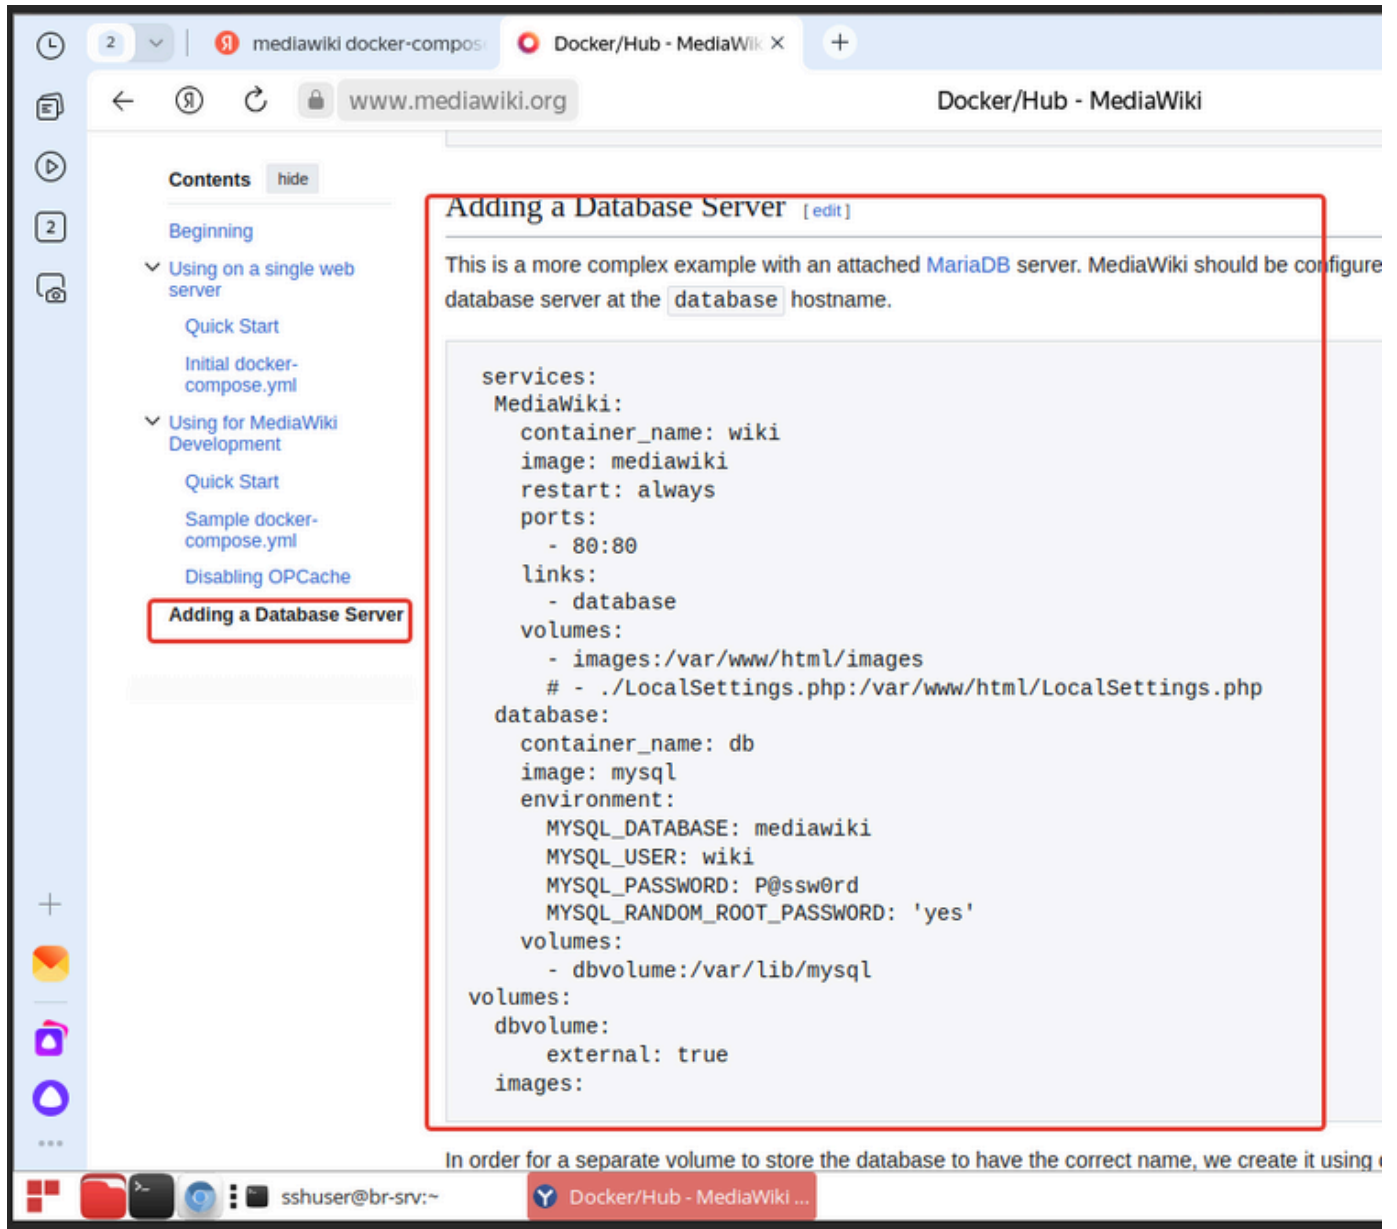 2
mediawiki docker-compos
Docker/Hub - MediaWik
www.mediawiki.org
Docker/Hub - MediaWiki
2
Contents hide
Beginning
Using on a single web
server
Quick Start
Initial docker-
compose.yml
Using for MediaWiki
Development
Quick Start
Sample docker-
compose.yml
Disabling OPCache
Adding a Database Server
Adding a Database Server [ edit ]
This is a more complex example with an attached MariaDB server. MediaWiki should be configure
database server at the database hostname.
services:
MediaWiki:
container_name: wiki
image: mediawiki
restart: always
ports:
- 80:80
links:
- database
volumes:
- images:/var/www/html/images
# - ./LocalSettings.php:/var/www/html/LocalSettings.php
database:
container_name: db
image: mysql
environment:
MYSQL_DATABASE: mediawiki
MYSQL_USER: wiki
MYSQL_PASSWORD: P@ssw0rd
MYSQL_RANDOM_ROOT_PASSWORD: 'yes'
volumes:
- dbvolume:/var/lib/mysql
volumes:
dbvolume:
external: true
images:
In order for a separate volume to store the database to have the correct name, we create it using
sshuser@br-srv:~
Docker/Hub - MediaWiki ...